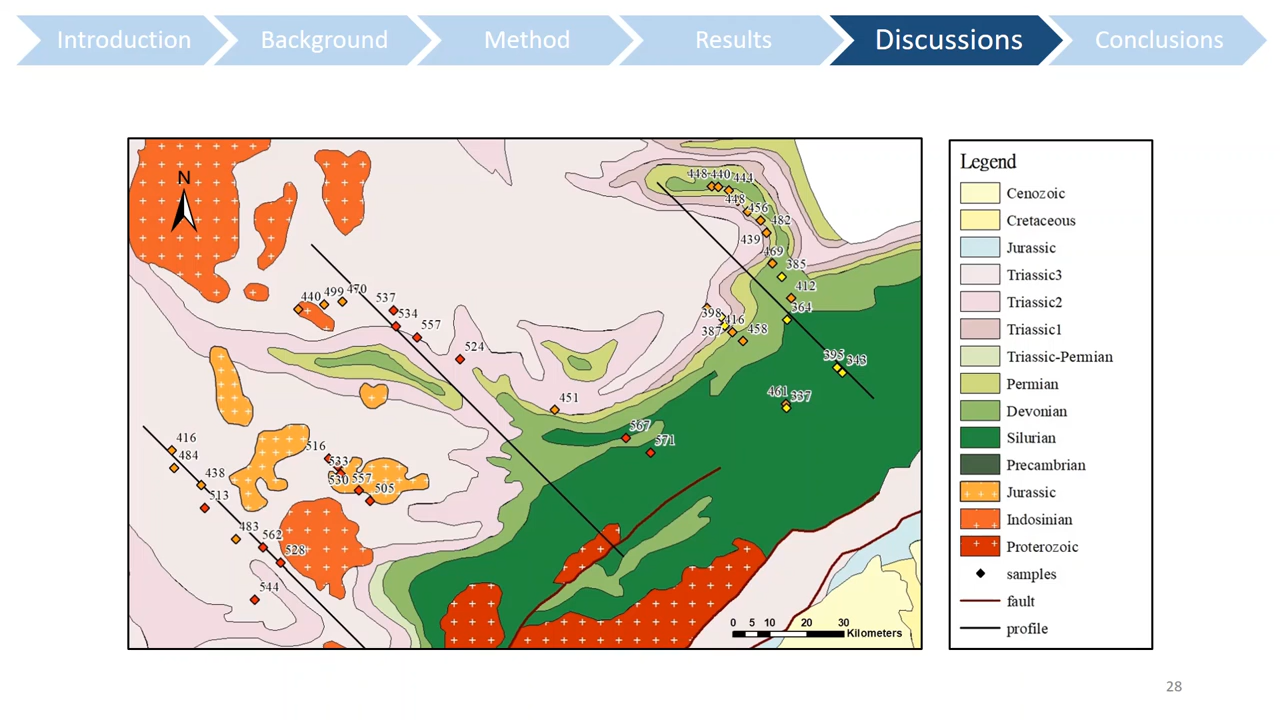 Introduction
Background
Method
Results
Discussions
Conclusions
N
448 440 444
448
456
482
439
469
385
412
364
440 499 470
537
534
557
524
398
416
387
458
395 343
461 337
451
567
571
416
484
438
513
516
533
530 557
505
483
562
528
544
0 5 10 20 30
Kilometers
Legend
Cenozoic
Cretaceous
Jurassic
Triassic3
Triassic2
Triassic1
Triassic-Permian
Permian
Devonian
Silurian
Precambrian
Jurassic
Indosinian
Proterozoic
samples
fault
profile
28